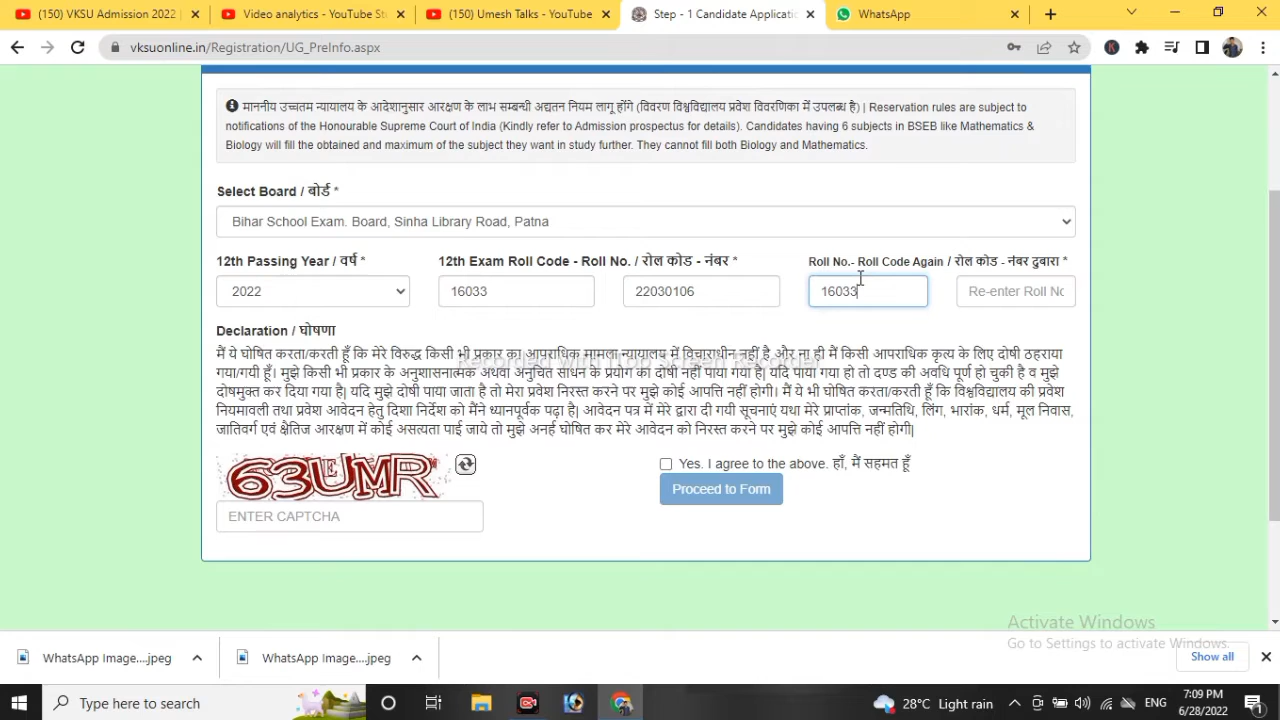 (150) VKSU Admission 2022 |
Video analytics - YouTube St
(150) Umesh Talks - YouTube
Step - 1 Candidate Applicatio
WhatsApp
vksuonline.in/Registration/UG_PreInfo.aspx
K
माननीय उच्चतम न्यायालय के आदेशानुसार आरक्षण के लाभ सम्बन्धी अद्यतन नियम लागू होंगे (विवरण विश्वविद्यालय प्रवेश विवरणिका में उपलब्ध है) | Reservation rules are subject to
notifications of the Honourable Supreme Court of India (Kindly refer to Admission prospectus for details). Candidates having 6 subjects in BSEB like Mathematics &
Biology will fill the obtained and maximum of the subject they want in study further. They cannot fill both Biology and Mathematics.
Select Board / बोर्ड *
Bihar School Exam. Board, Sinha Library Road, Patna
12th Passing Year / वर्ष *
12th Exam Roll Code - Roll No. / रोल कोड - नंबर *
Roll No.- Roll Code Again / रोल कोड - नंबर दुबारा *
2022
16033
22030106
16033
Re-enter Roll Nc
Declaration / घोषणा
मैं ये घोषित करता/करती हूँ कि मेरे विरुद्ध किसी भी प्रकार का आपराधिक मामला न्यायालय में विचाराधीन नहीं है और ना ही मैं किसी आपराधिक कृत्य के लिए दोषी ठहराया
गया/गयी हूँ। मुझे किसी भी प्रकार के अनुशासनात्मक अथवा अनुचित साधन के प्रयोग का दोषी नहीं पाया गया है| यदि पाया गया हो तो दण्ड की अवधि पूर्ण हो चुकी है व मुझे
दोषमुक्त कर दिया गया है| यदि मुझे दोषी पाया जाता है तो मेरा प्रवेश निरस्त करने पर मुझे कोई आपत्ति नहीं होगी। मैं ये भी घोषित करता/करती हूँ कि विश्वविद्यालय की प्रवेश
नियमावली तथा प्रवेश आवेदन हेतु दिशा निर्देश को मैंने ध्यानपूर्वक पढ़ा है| आवेदन पत्र में मेरे द्वारा दी गयी सूचनाएं यथा मेरे प्राप्तांक, जन्मतिथि, लिंग, भारांक, धर्म, मूल निवास,
जातिवर्ग एवं क्षैतिज आरक्षण में कोई असत्यता पाई जाये तो मुझे अनर्ह घोषित कर मेरे आवेदन को निरस्त करने पर मुझे कोई आपत्ति नहीं होगी|
Recorded with iTop Screen Recorder
63UMR
Yes. I agree to the above. हाँ, मैं सहमत हूँ
Proceed to Form
ENTER CAPTCHA
Activate Windows
Go to Settings to activate Windows.
WhatsApp Image....jpeg
WhatsApp Image....jpeg
Show all
Type here to search
28°C Light rain
ENG
7:09 PM
6/28/2022
1